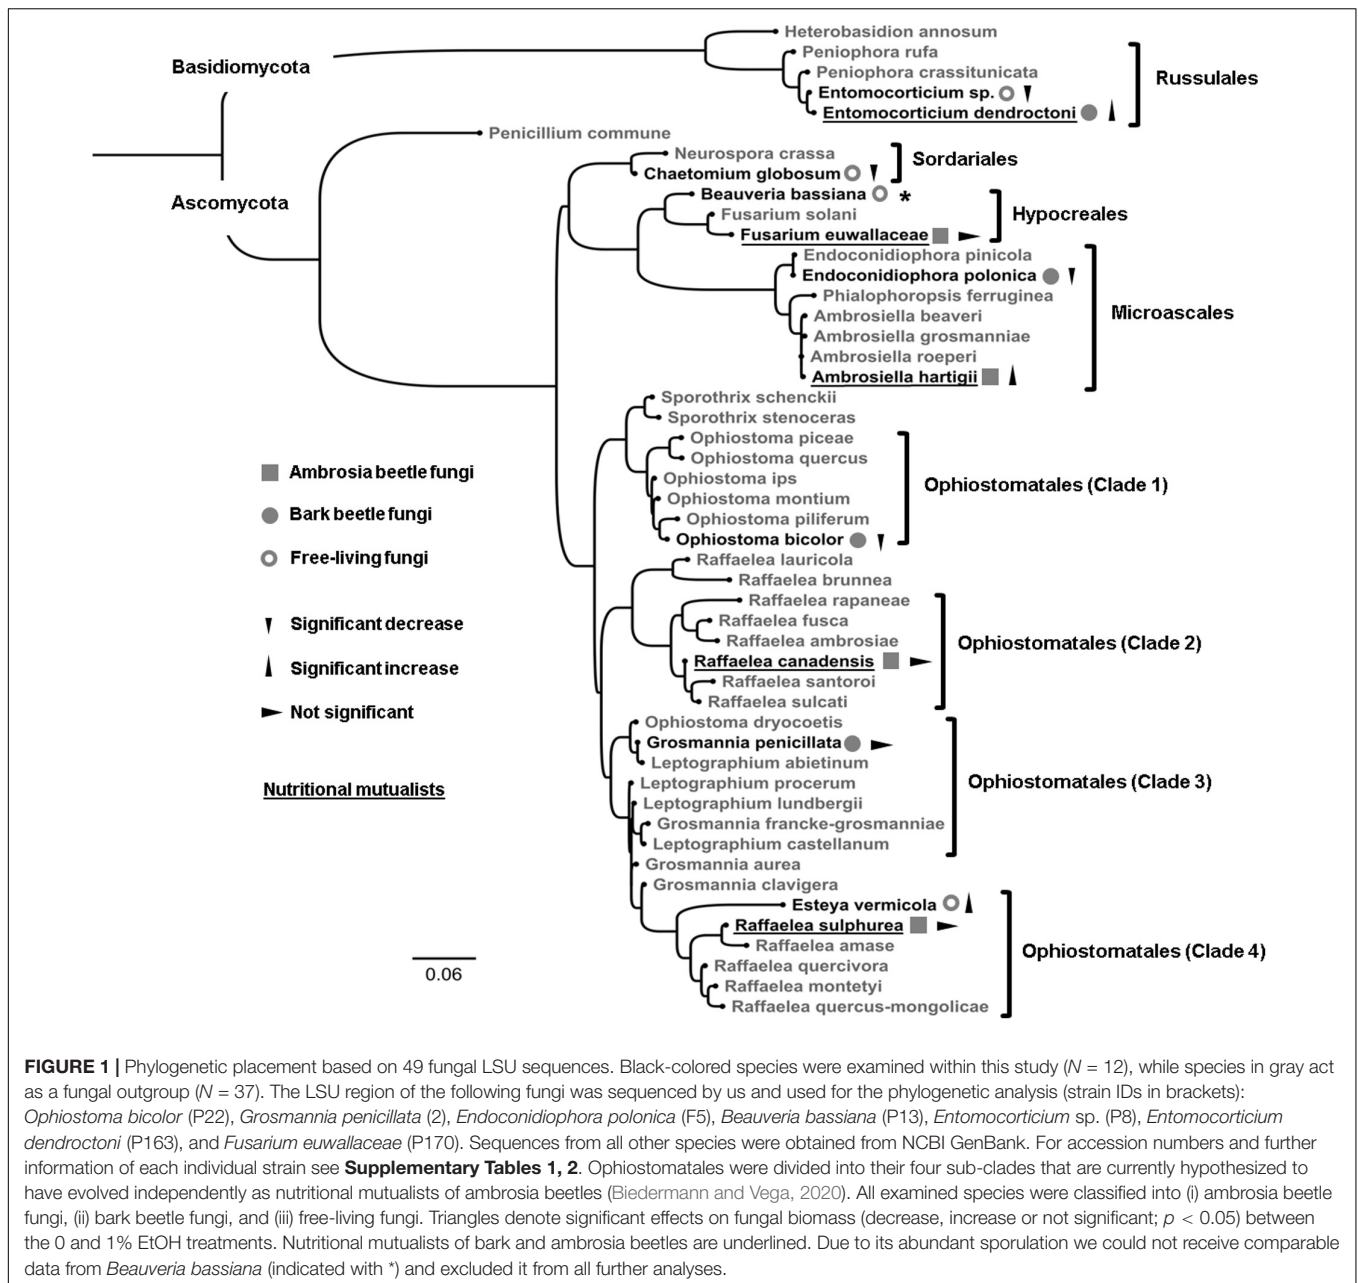 Heterobasidion annosum
Peniophora rufa
Basidiomycota
Peniophora crassitunicata
Russulales
Entomocorticium sp.
Entomocorticium dendroctoni
Penicillium commune
Neurospora crassa
Sordariales
Chaetomium globosum
Beauveria bassiana *
Ascomycota
Fusarium solani
Hypocreales
Fusarium euwallaceae
Endoconidiophora pinicola
Endoconidiophora polonica
Phialophoropsis ferruginea
Ambrosiella beaveri
Microascales
Ambrosiella grosmanniae
Ambrosiella roeperi
Ambrosiella hartigii
Sporothrix schenckii
Sporothrix stenoceras
Ophiostoma piceae
Ophiostoma quercus
Ambrosia beetle fungi
Ophiostoma ips
Ophiostomatales (Clade 1)
Ophiostoma montium
Bark beetle fungi
Ophiostoma piliferum
Ophiostoma bicolor
Free-living fungi
Raffaelea lauricola
Raffaelea brunnea
Raffaelea rapaneae
Significant decrease
Raffaelea fusca
Raffaelea ambrosiae
Ophiostomatales (Clade 2)
Raffaelea canadensis
Significant increase
Raffaelea santoroi
Raffaelea sulcati
Not significant
Ophiostoma dryocoetis
Grosmannia penicillata
Leptographium abietinum
Leptographium procerum
Ophiostomatales (Clade 3)
Nutritional mutualists
Leptographium lundbergii
Grosmannia francke-grosmanniae
Leptographium castellanum
Grosmannia aurea
Grosmannia clavigera
Esteya vermicola
Raffaelea sulphurea
Raffaelea amase
Ophiostomatales (Clade 4)
Raffaelea quercivora
0.06
Raffaelea montetyi
Raffaelea quercus-mongolicae
FIGURE 1 | Phylogenetic placement based on 49 fungal LSU sequences. Black-colored species were examined within this study (N = 12), while species in gray act
as a fungal outgroup (N = 37). The LSU region of the following fungi was sequenced by us and used for the phylogenetic analysis (strain IDs in brackets):
Ophiostoma bicolor (P22), Grosmannia penicillata (2), Endoconidiophora polonica (F5), Beauveria bassiana (P13), Entomocorticium sp. (P8), Entomocorticium
dendroctoni (P163), and Fusarium euwallaceae (P170). Sequences from all other species were obtained from NCBI GenBank. For accession numbers and further
information of each individual strain see Supplementary Tables 1, 2. Ophiostomatales were divided into their four sub-clades that are currently hypothesized to
have evolved independently as nutritional mutualists of ambrosia beetles (Biedermann and Vega, 2020). All examined species were classified into (i) ambrosia beetle
fungi, (ii) bark beetle fungi, and (iii) free-living fungi. Triangles denote significant effects on fungal biomass (decrease, increase or not significant; p < 0.05) between
the 0 and 1% EtOH treatments. Nutritional mutualists of bark and ambrosia beetles are underlined. Due to its abundant sporulation we could not receive comparable
data from Beauveria bassiana (indicated with *) and excluded it from all further analyses.